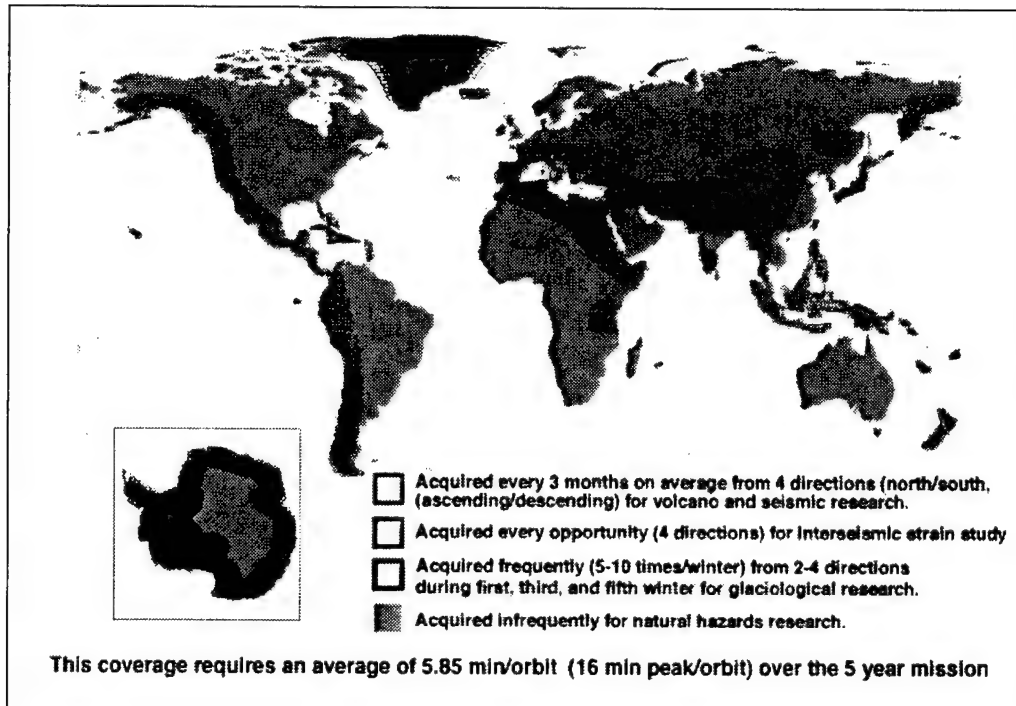 Acquired every 3 months on average from 4 directions (north/south,
(ascending/descending) for volcano and seismic research.
Acquired every opportunity (4 directions) for interseismic strain study
Acquired frequently (5-10 times/winter) from 2-4 directions
during first, third, and fifth winter for glaciological research.
Acquired infrequently for natural hazards research.
This coverage requires an average of 5.85 min/orbit (16 min peak/orbit) over the 5 year mission